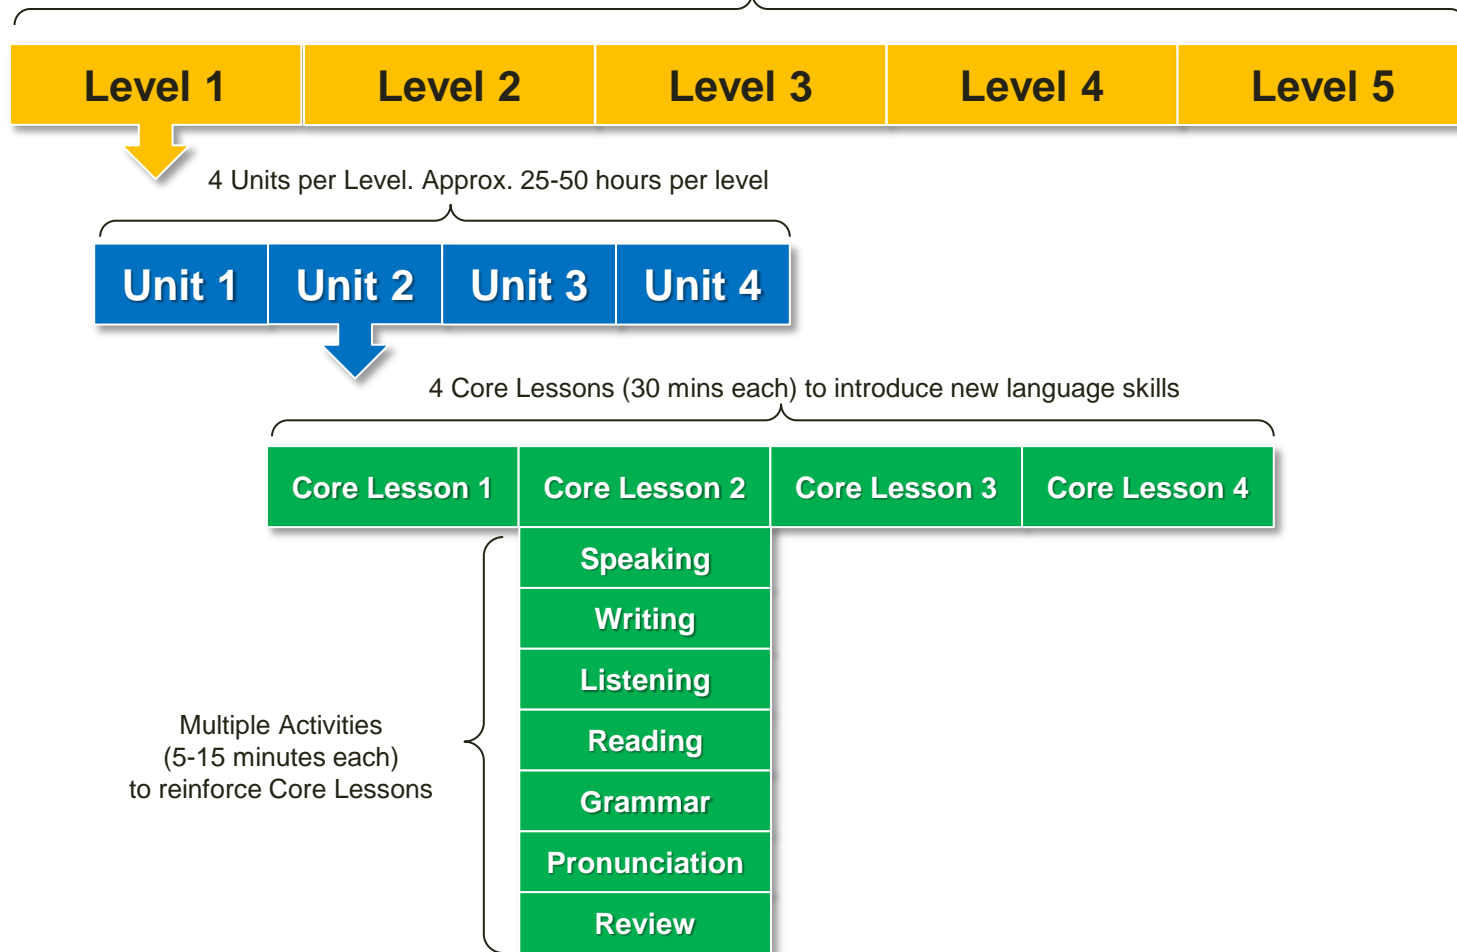 Level 1
Level 2
Level 3
Level 4
Level 5
4 Units per Level. Approx. 25-50 hours per level
Unit 1
Unit 2
Unit 3
Unit 4
4 Core Lessons (30 mins each) to introduce new language skills
Core Lesson 1
Core Lesson 2
Core Lesson 3
Core Lesson 4
Speaking
Writing
Listening
Reading
Grammar
Pronunciation
Review
Multiple Activities
(5-15 minutes each)
to reinforce Core Lessons